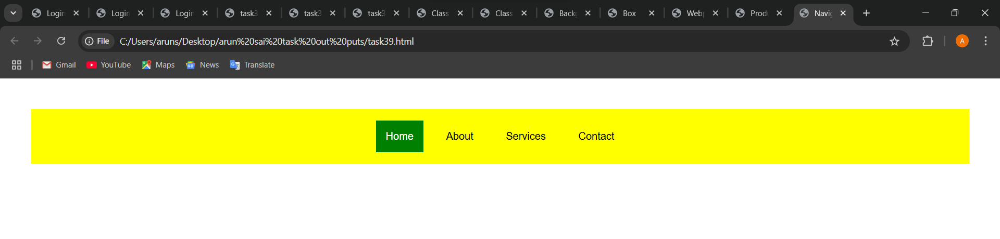 Login Login Login task3 task3 task3 Class Class Back Box Web Prod Navig
File C:/Users/aruns/Desktop/arun%20sai%20task%20out%20puts/task39.html A
Gmail YouTube Maps News Translate
Home About Services Contact